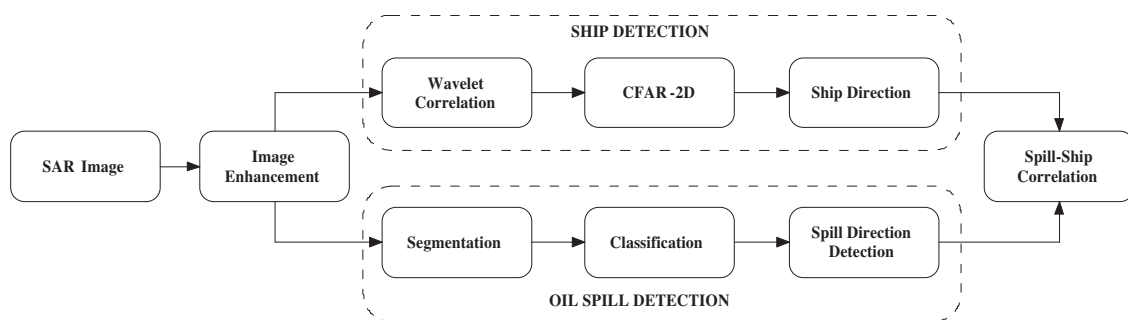 SHIP DETECTION
Wavelet
Correlation
CFAR-2D
Ship Direction
SAR Image
Image
Enhancement
Spill-Ship
Correlation
Segmentation
Classification
Spill Direction
Detection
OIL SPILL DETECTION